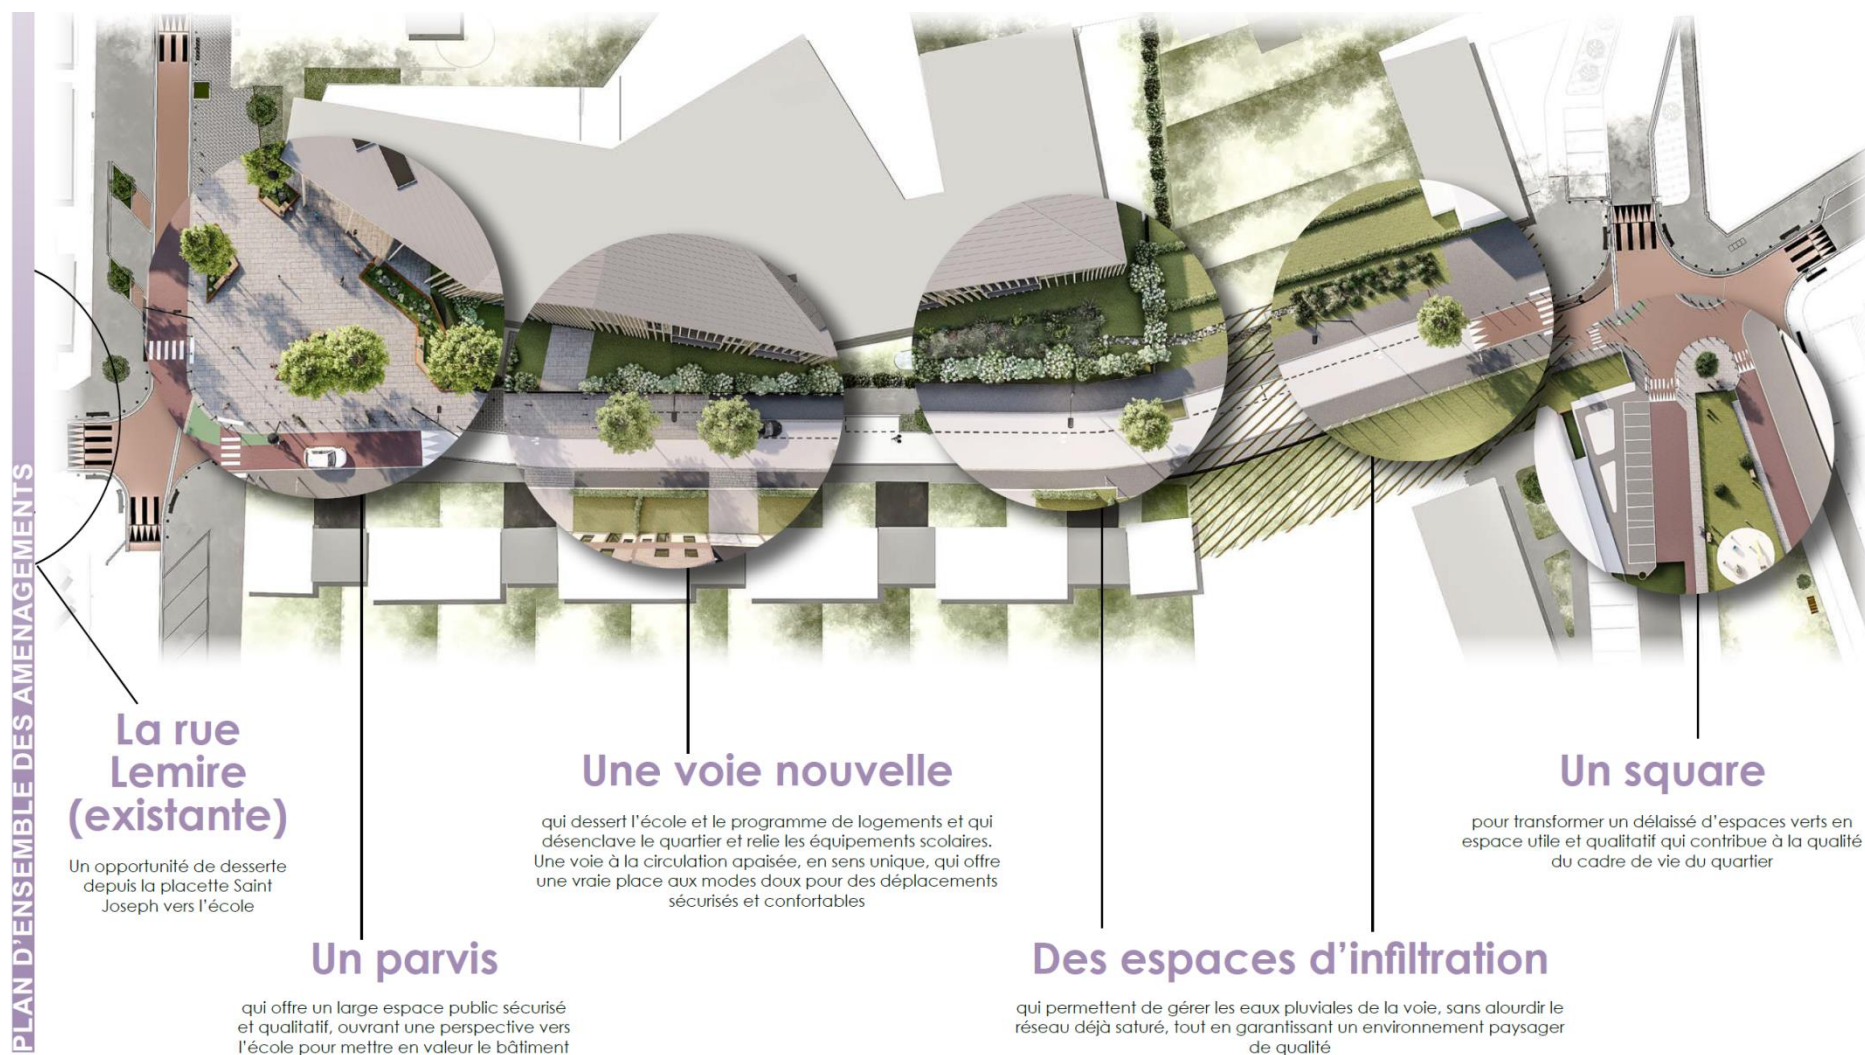 PLAN D'ENSEMBLE DES AMENAGEMENTS
La rue
Lemire
(existante)
Un opportunité de desserte
depuis la placette Saint
Joseph vers l'école
Un parvis
qui offre un large espace public sécurisé
et qualitatif, ouvrant une perspective vers
l'école pour mettre en valeur le bâtiment
Une voie nouvelle
qui dessert l'école et le programme de logements et qui
désenclave le quartier et relie les équipements scolaires.
Une voie à la circulation apaisée, en sens unique, qui offre
une vraie place aux modes doux pour des déplacements
sécurisés et confortables
Des espaces d'infiltration
qui permettent de gérer les eaux pluviales de la voie, sans alourdir le
réseau déjà saturé, tout en garantissant un environnement paysager
de qualité
Un square
pour transformer un délaissé d'espaces verts en
espace utile et qualitatif qui contribue à la qualité
du cadre de vie du quartier